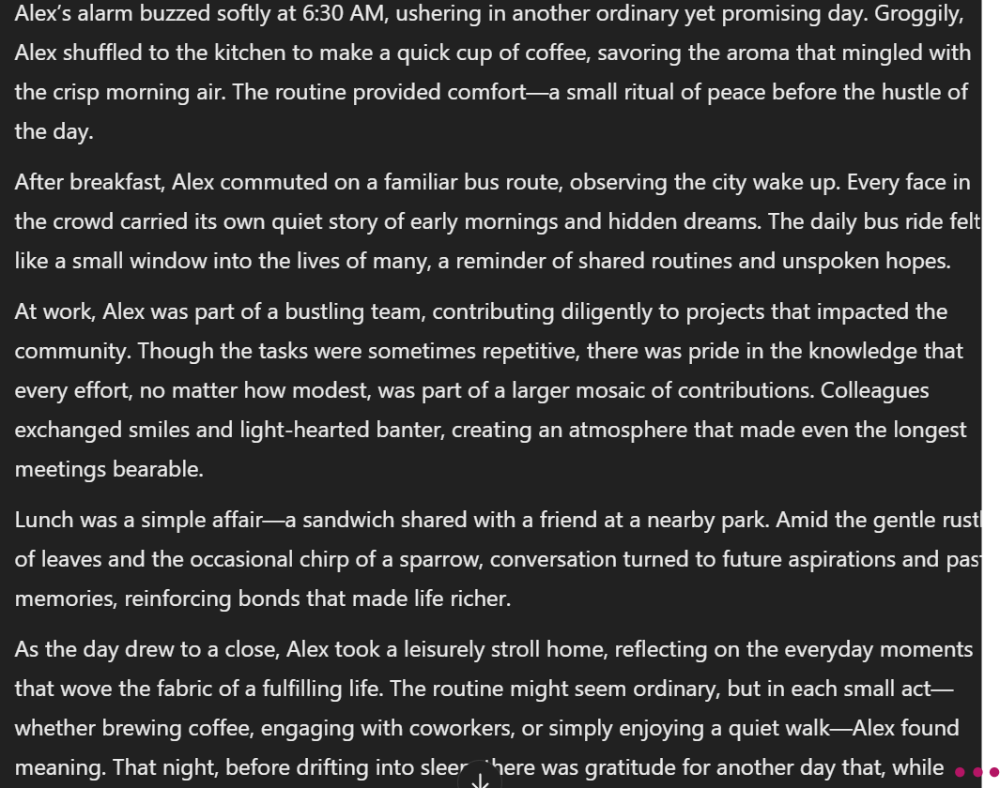 Alex’s alarm buzzed softly at 6:30 AM, ushering in another ordinary yet promising day. Groggily,
Alex shuffled to the kitchen to make a quick cup of coffee, savoring the aroma that mingled with
the crisp morning air. The routine provided comfort—a small ritual of peace before the hustle of
the day.
After breakfast, Alex commuted on a familiar bus route, observing the city wake up. Every face in
the crowd carried its own quiet story of early mornings and hidden dreams. The daily bus ride felt
like a small window into the lives of many, a reminder of shared routines and unspoken hopes.
At work, Alex was part of a bustling team, contributing diligently to projects that impacted the
community. Though the tasks were sometimes repetitive, there was pride in the knowledge that
every effort, no matter how modest, was part of a larger mosaic of contributions. Colleagues
exchanged smiles and light-hearted banter, creating an atmosphere that made even the longest
meetings bearable.
Lunch was a simple affair—a sandwich shared with a friend at a nearby park. Amid the gentle
of leaves and the occasional chirp of a sparrow, conversation turned to future aspirations and past
memories, reinforcing bonds that made life richer.
As the day drew to a close, Alex took a leisurely stroll home, reflecting on the everyday moments
that wove the fabric of a fulfilling life. The routine might seem ordinary, but in each small act—
whether brewing coffee, engaging with coworkers, or simply enjoying a quiet walk—Alex found
meaning. That night, before drifting into sleep, there was gratitude for another day that, while